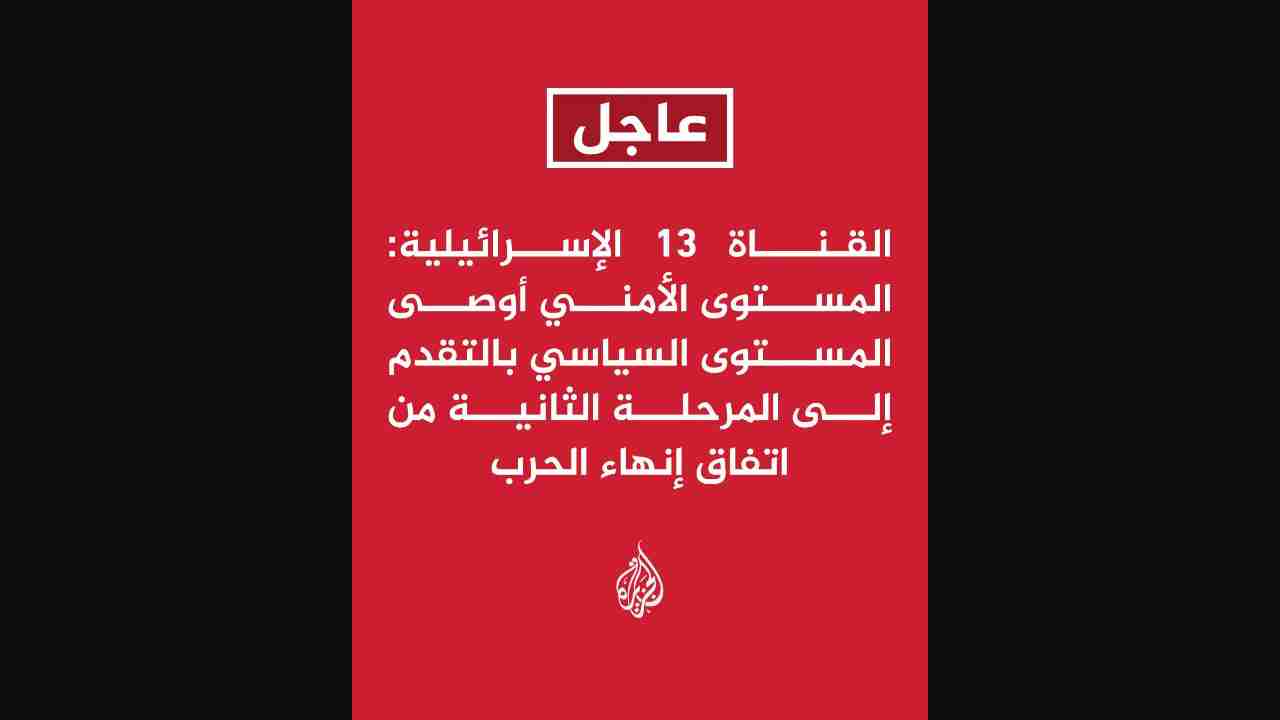 عاجل
القناة 13 الإسرائيلية:
المستوى الأمني أوصى
المستوى السياسي بالتقدم
إلى المرحلة الثانية من
اتفاق إنهاء الحرب
الجزيرة